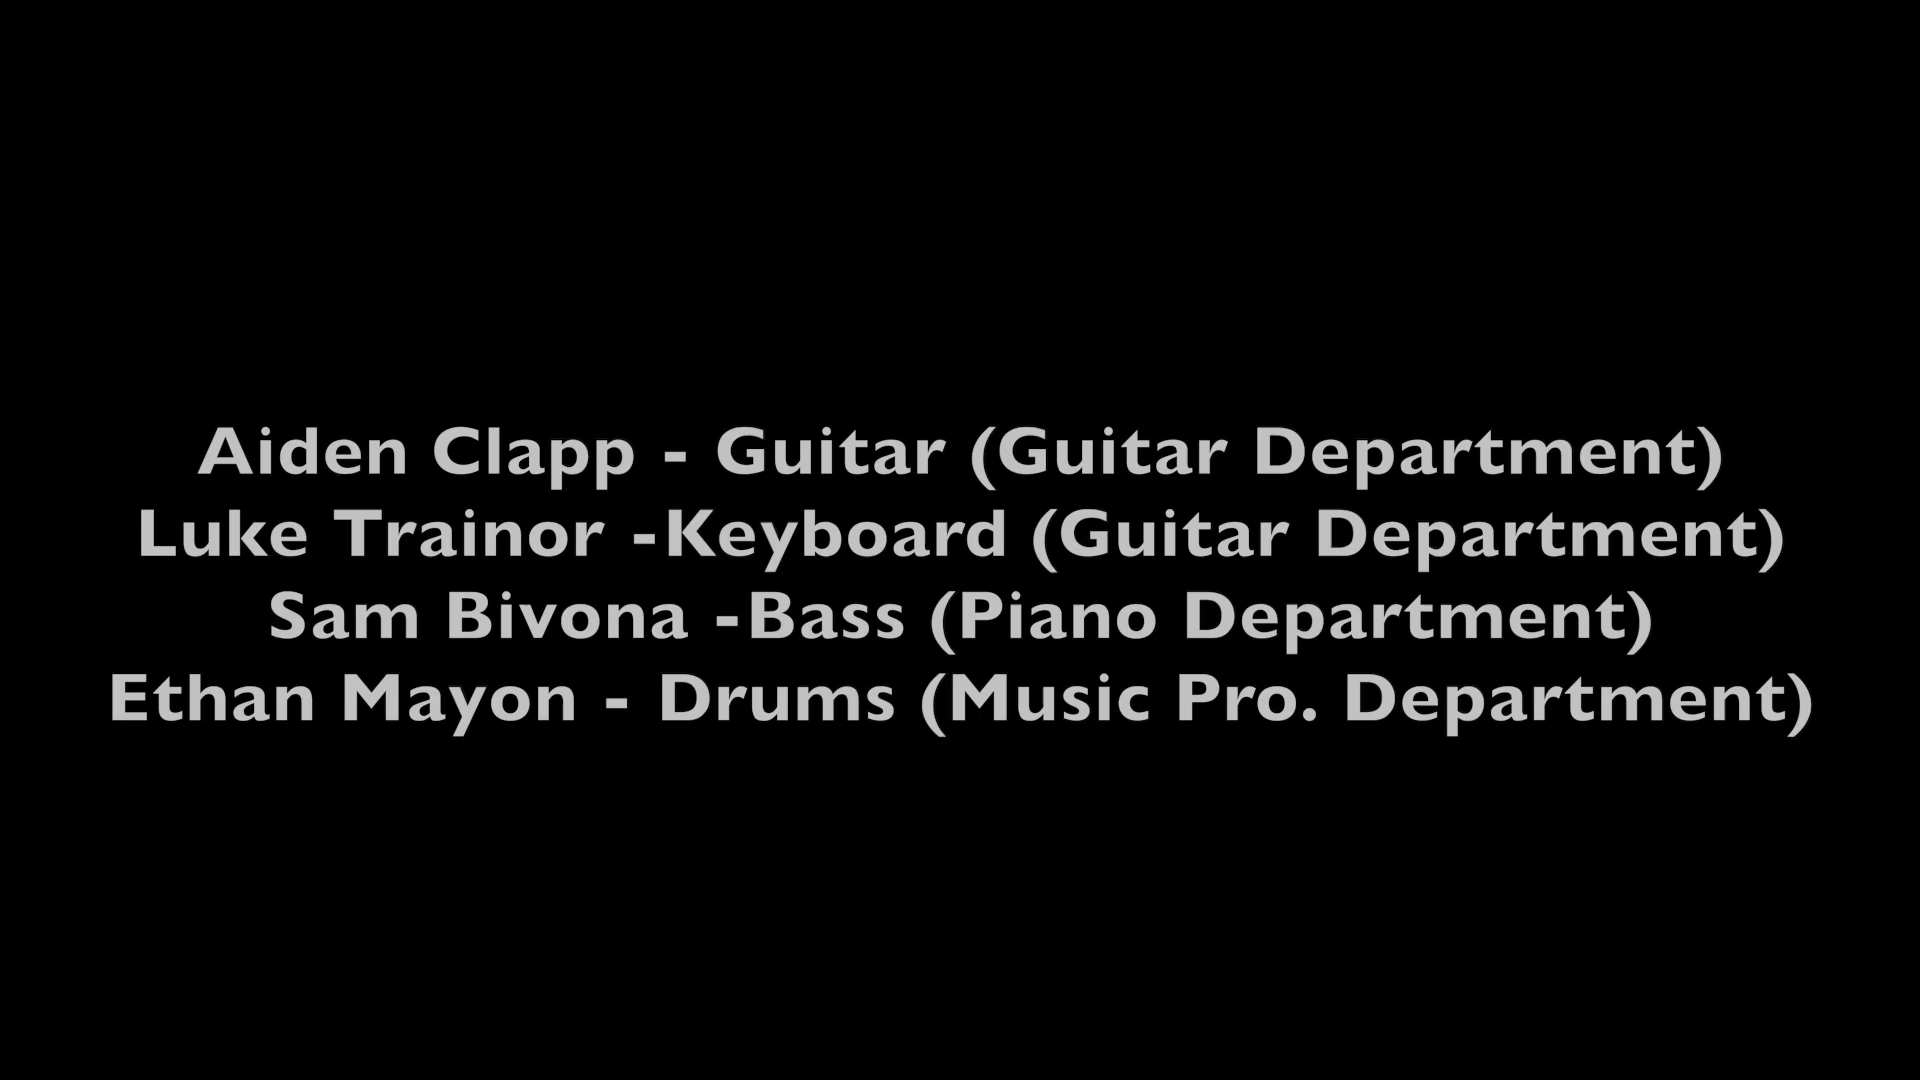 Aiden Clapp - Guitar (Guitar Department)
Luke Trainor -Keyboard (Guitar Department)
Sam Bivona -Bass (Piano Department)
Ethan Mayon - Drums (Music Pro. Department)